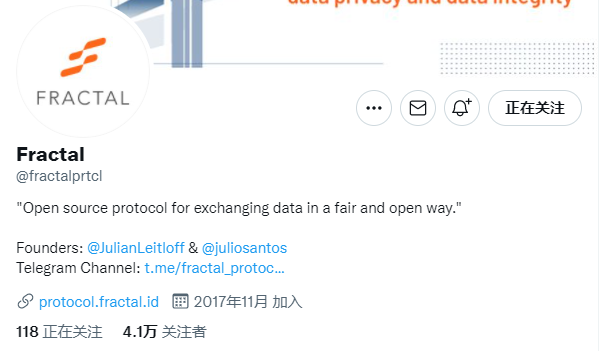 data privacy and data integrity
FRACTAL
正在关注
Fractal
@fractalprtcl
"Open source protocol for exchanging data in a fair and open way."
Founders: @JulianLeitloff & @juliosantos
Telegram Channel: t.me/fractal_protoc...
protocol.fractal.id 2017年11月 加入
118 正在关注 4.1万 关注者